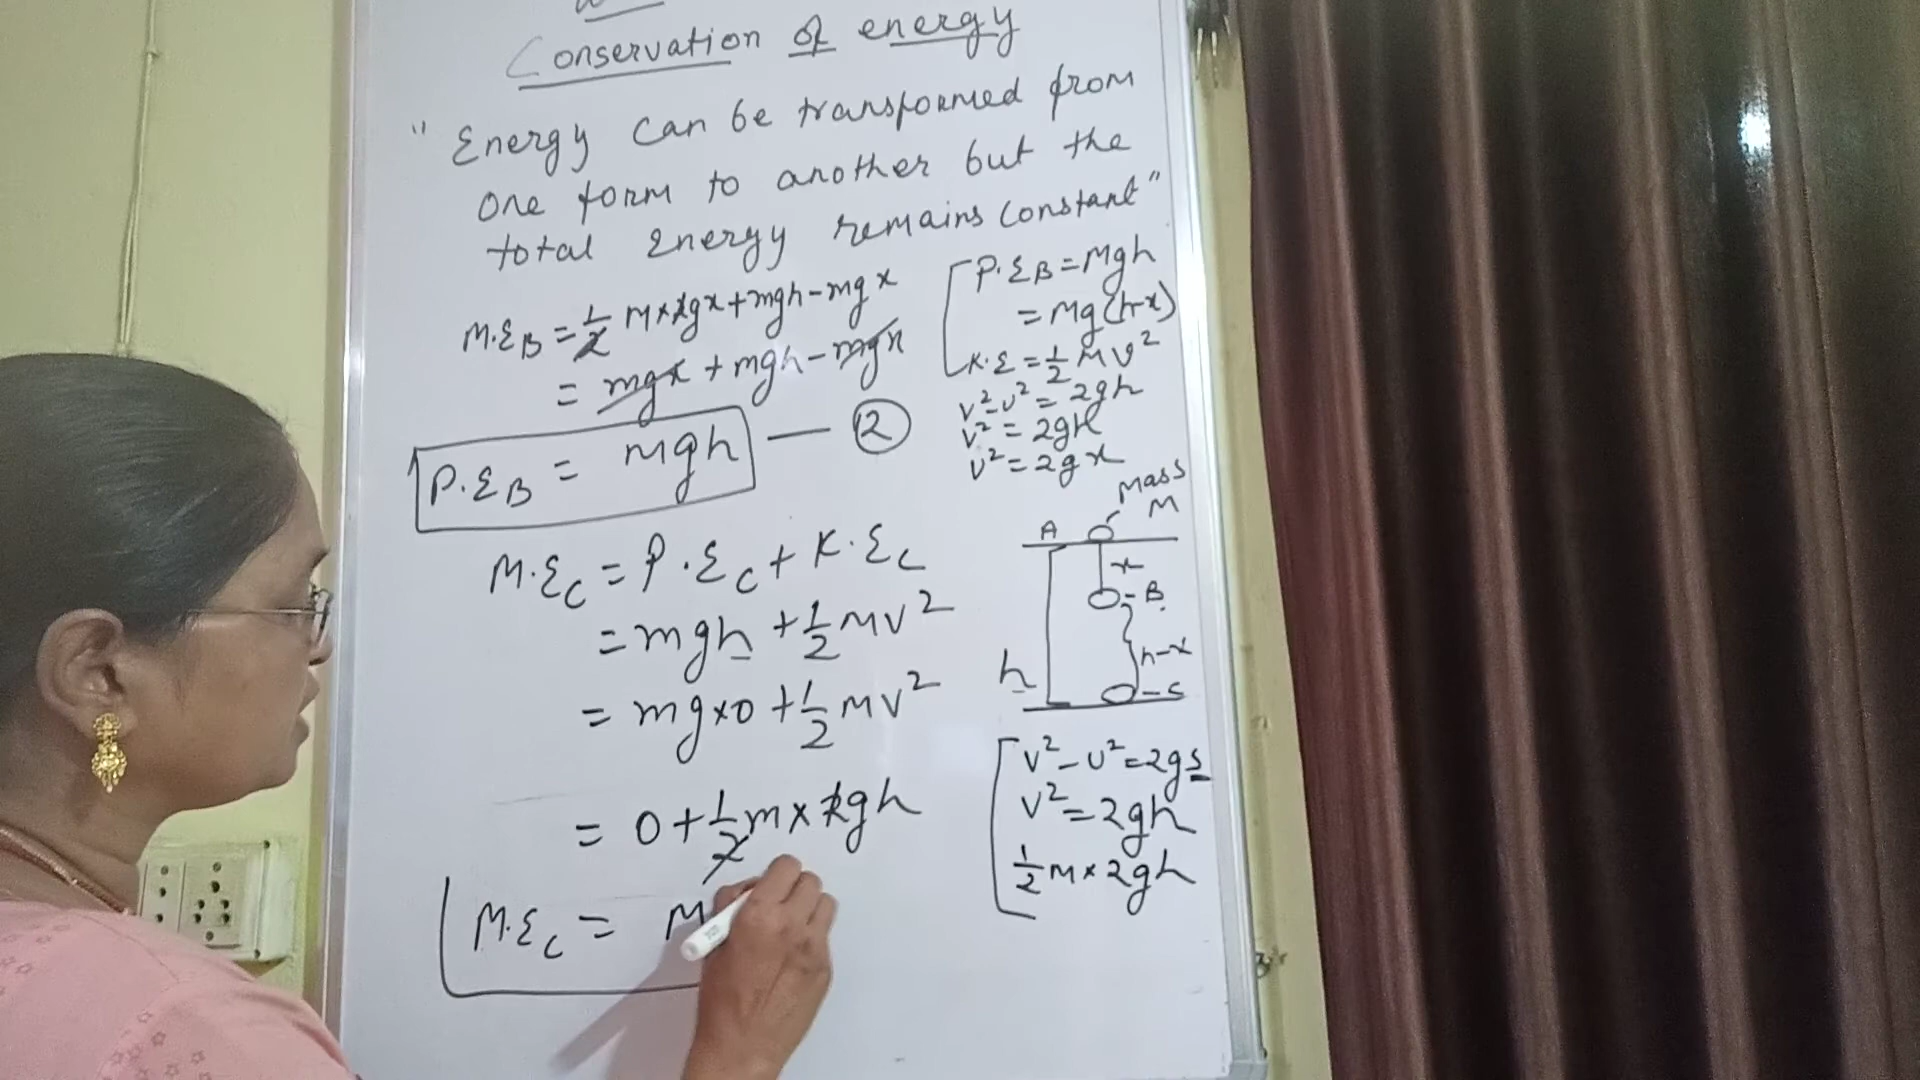 Conservation of energy
" Energy can be transformed from
one form to another but the
total energy remains constant"
M.E_B = 1/2 M×2gx+mgh-mgx
= mgx + mgh - mgx
P.E_B = mgh — ②
M.E_C = P.E_C + K.E_C
= mgh + 1/2 MV²
= mg×0 + 1/2 MV²
= 0 + 1/2 m × 2gh
M.E_C = M
P.E_B = Mgh
= Mg(h-x)
K.E = 1/2 MV²
V²-U² = 2gh
V² = 2gh
V² = 2gx
Mass
M
A
x
B
h-x
h
C
V²-U²=2gs
V²=2gh
1/2 M×2gh